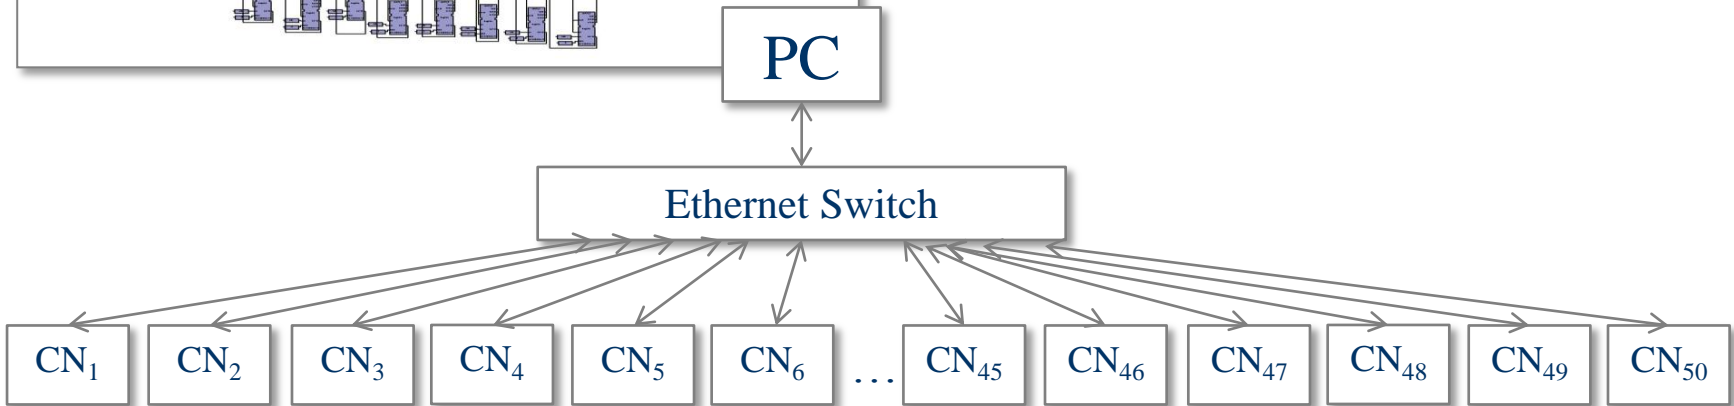 PC
Ethernet Switch
CN₁ CN₂ CN₃ CN₄ CN₅ CN₆ … CN₄₅ CN₄₆ CN₄₇ CN₄₈ CN₄₉ CN₅₀